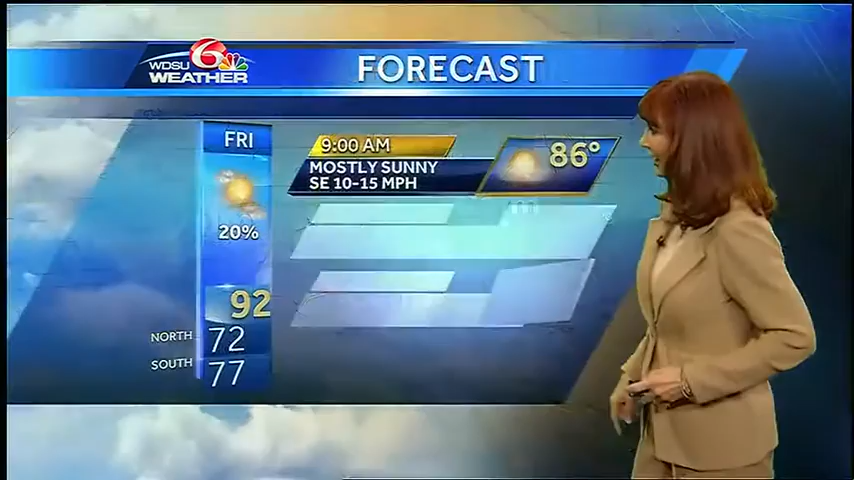 WDSU 6
WEATHER
FORECAST
FRI
20%
92
NORTH 72
SOUTH 77
9:00 AM
MOSTLY SUNNY
SE 10-15 MPH
86°